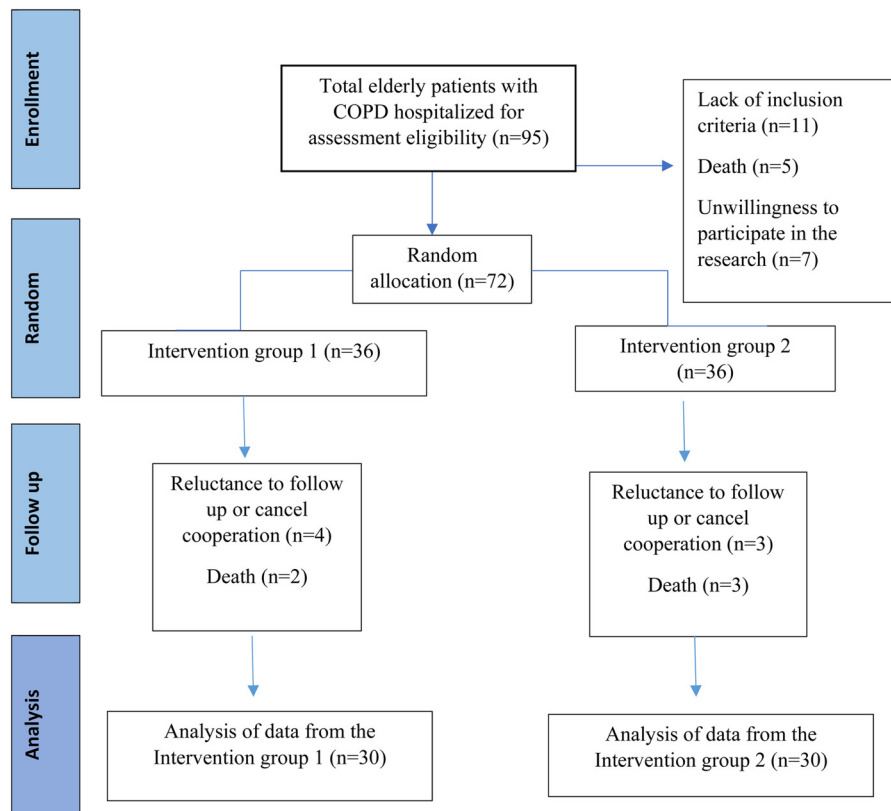 Enrollment
Total elderly patients with
COPD hospitalized for
assessment eligibility (n=95)
Lack of inclusion
criteria (n=11)
Death (n=5)
Unwillingness to
participate in the
research (n=7)
Random
Random
allocation (n=72)
Intervention group 1 (n=36)
Intervention group 2
(n=36)
Follow up
Reluctance to follow
up or cancel
cooperation (n=4)
Death (n=2)
Reluctance to follow
up or cancel
cooperation (n=3)
Death (n=3)
Analysis
Analysis of data from the
Intervention group 1 (n=30)
Analysis of data from the
Intervention group 2 (n=30)